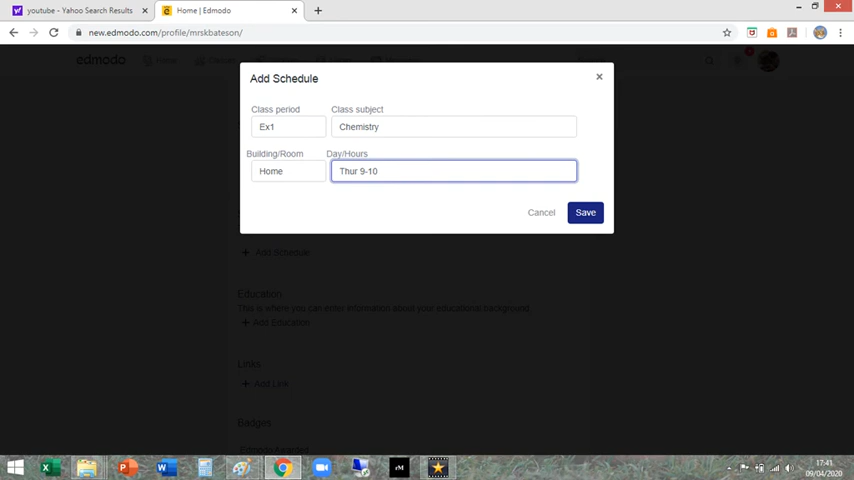 youtube - Yahoo Search Results
Home | Edmodo
new.edmodo.com/profile/mrskbateson/
edmodo
Add Schedule
Class period
Class subject
Ex1
Chemistry
Building/Room
Day/Hours
Home
Thur 9-10
Cancel
Save
Add Schedule
Education
This is where you can enter information about your educational background.
Add Education
Links
Add Link
Badges
rM
17:41
09/04/2020